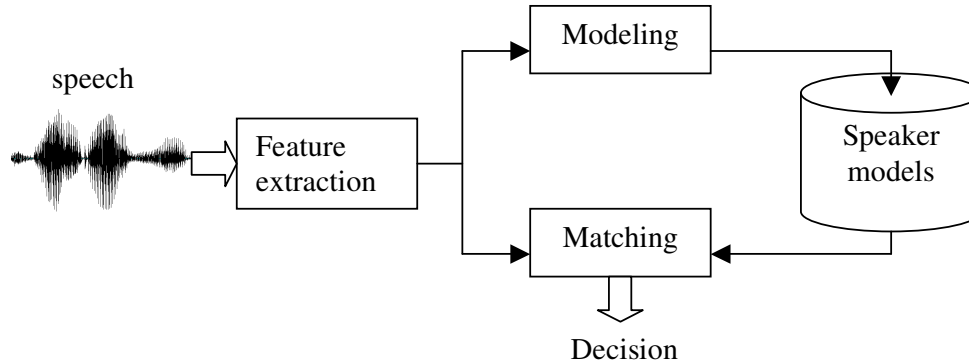 speech
Feature
extraction
Modeling
Speaker
models
Matching
Decision